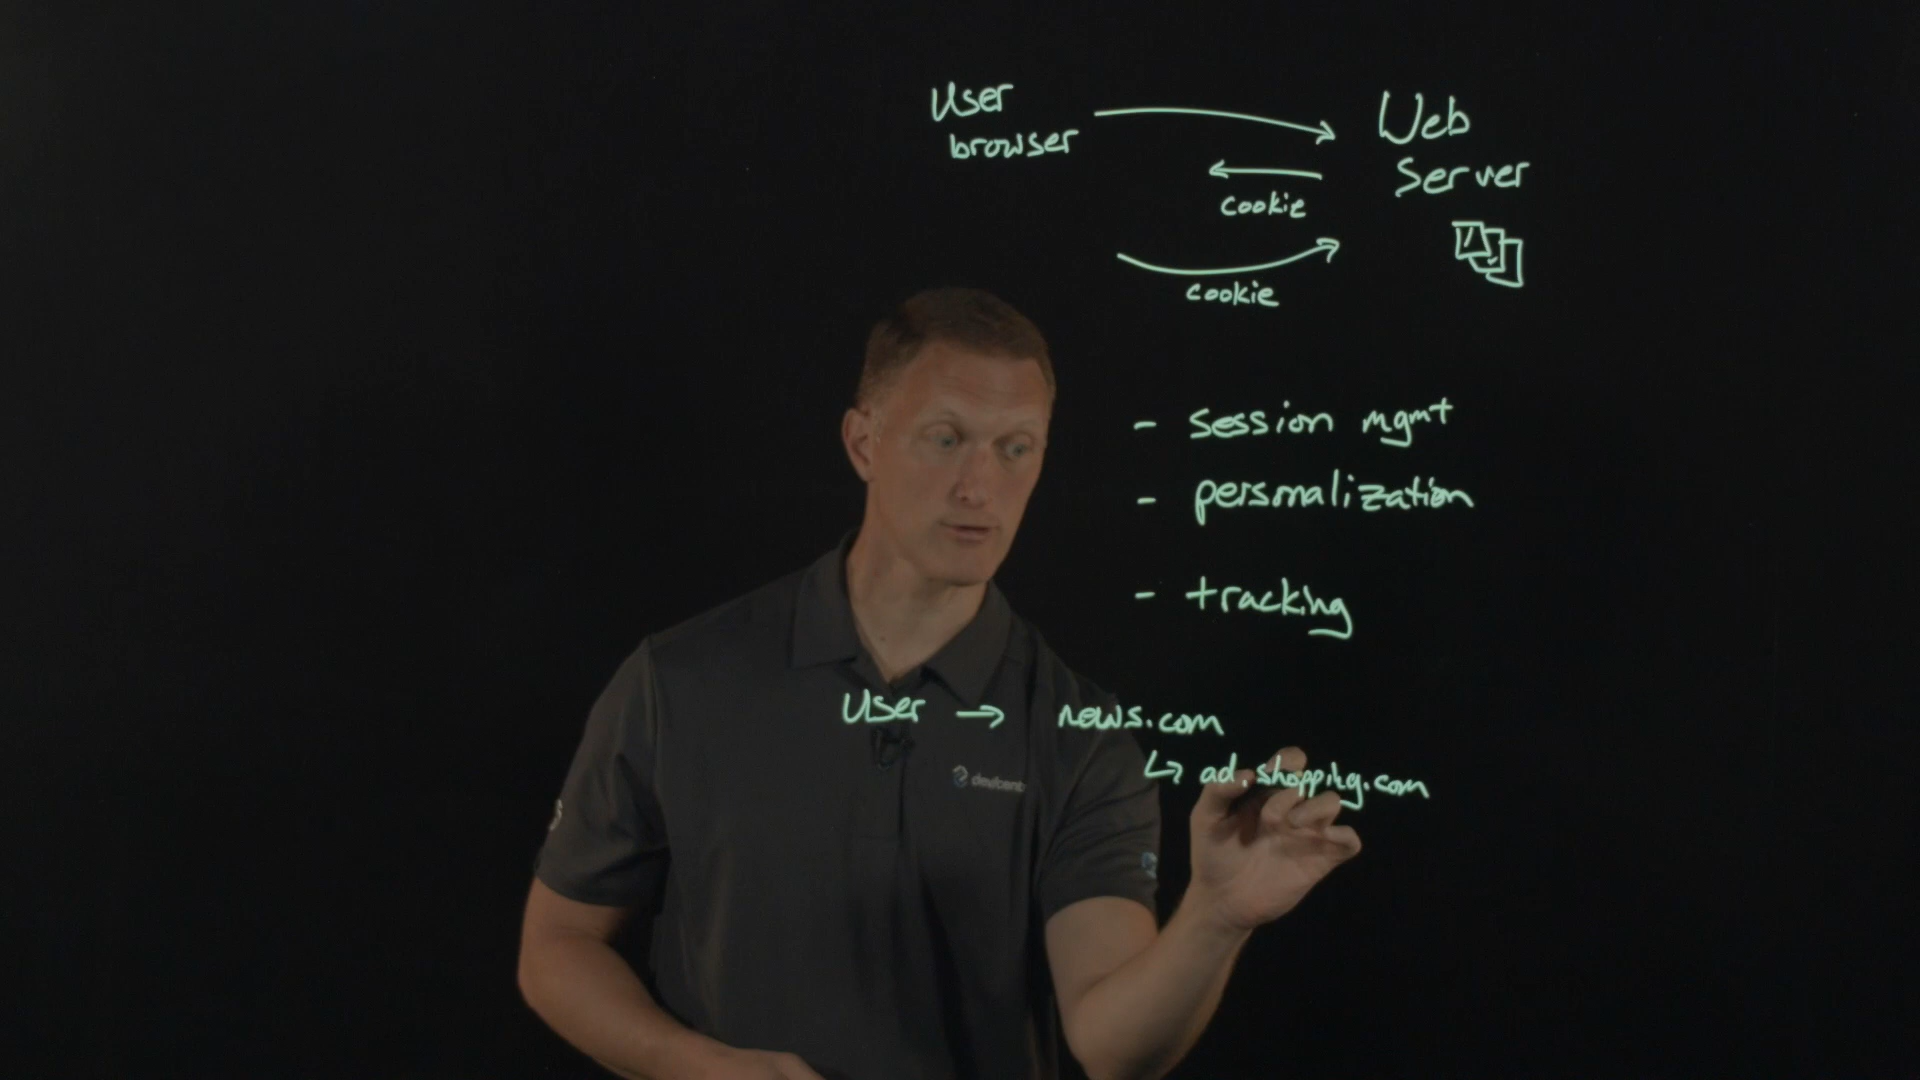 User
browser
Web
Server
cookie
cookie
- session mgmt
- personalization
- tracking
User → news.com
↳ ad.shopping.com